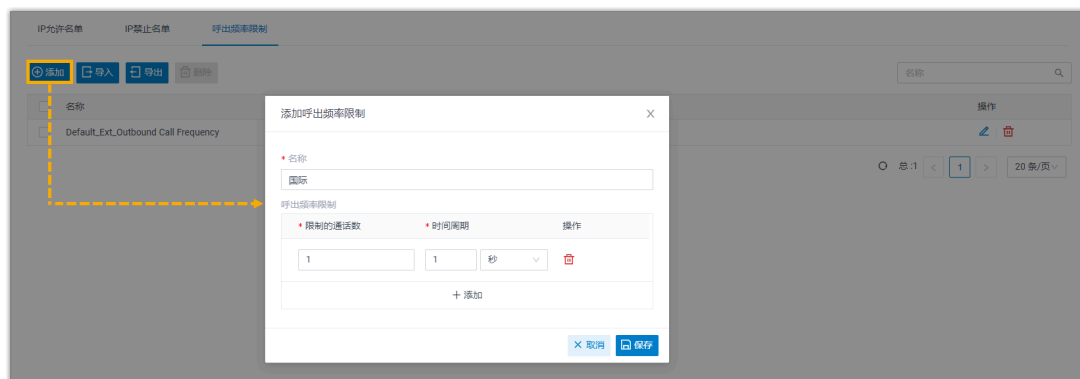 IP允许名单 IP禁止名单 呼出频率限制
添加 导入 导出 删除 名称
名称 操作
Default_Ext_Outbound Call Frequency
总:1 < 1 > 20 条/页
添加呼出频率限制 X
* 名称
国际
呼出频率限制
* 限制的通话数 * 时间周期 操作
1 1 秒
+ 添加
× 取消 保存